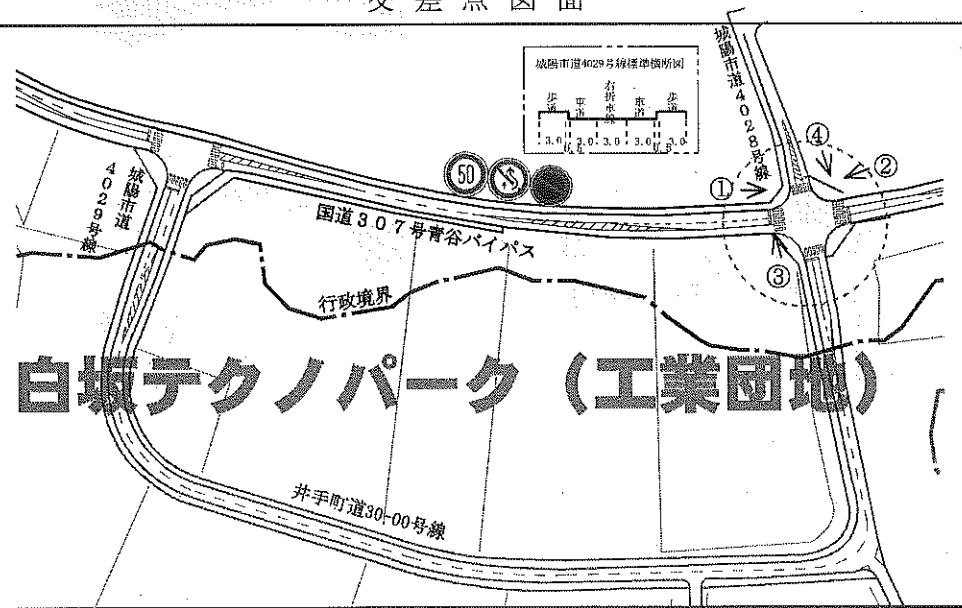 交差点図面
城陽市道4029号線標準横断図
歩道 車道 右折車線 車道 歩道
3.0 3.0 3.0 3.0 3.0
城陽市道4028号線
④
②
①
50
城陽市道
4029号線
国道307号青谷バイパス
③
行政境界
白坂テクノパーク（工業団地）
井手町道30-00号線